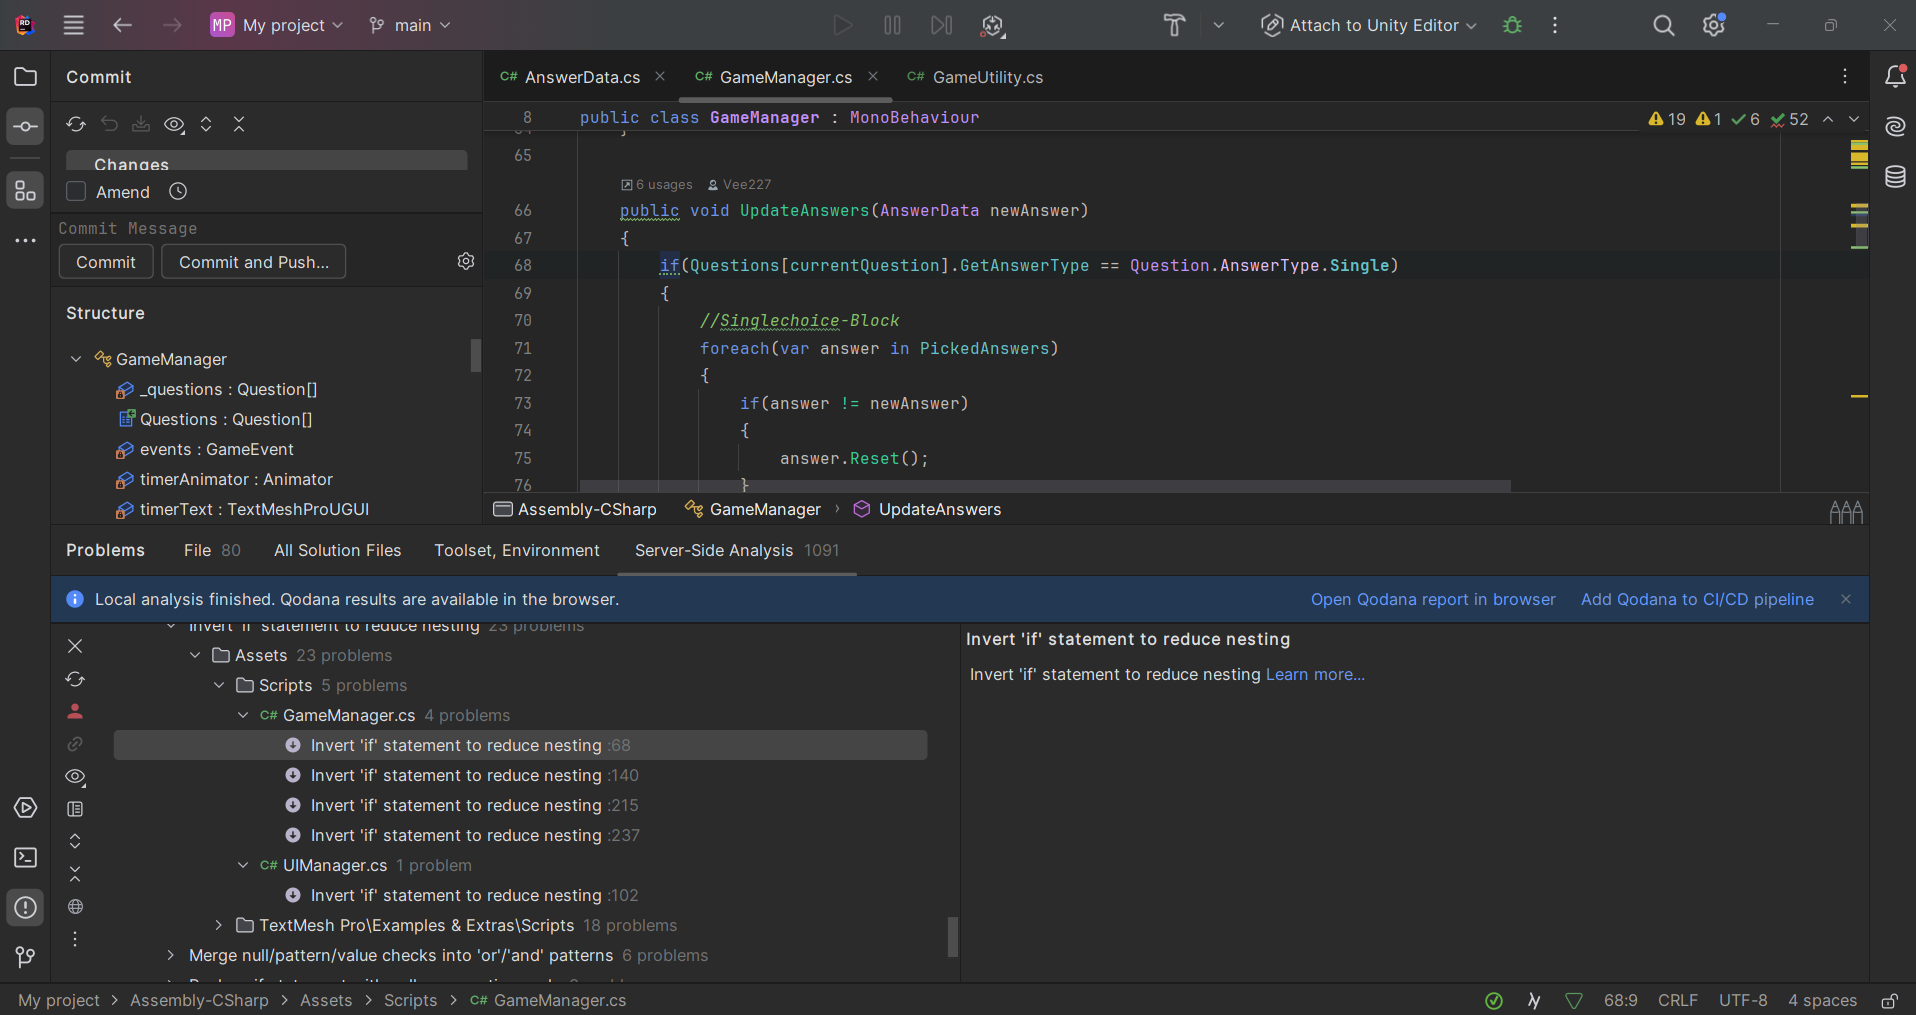 MP My project main Attach to Unity Editor
Commit
C# AnswerData.cs C# GameManager.cs C# GameUtility.cs
8 public class GameManager : MonoBehaviour 19 1 6 52
Changes
Amend
Commit Message
Commit Commit and Push...
65
6 usages Vee227
66 public void UpdateAnswers(AnswerData newAnswer)
67 {
68 if(Questions[currentQuestion].GetAnswerType == Question.AnswerType.Single)
69 {
70 //Singlechoice-Block
71 foreach(var answer in PickedAnswers)
72 {
73 if(answer != newAnswer)
74 {
75 answer.Reset();
76 }
Structure
GameManager
_questions : Question[]
Questions : Question[]
events : GameEvent
timerAnimator : Animator
timerText : TextMeshProUGUI
Assembly-CSharp GameManager › UpdateAnswers
Problems File 80 All Solution Files Toolset, Environment Server-Side Analysis 1091
Local analysis finished. Qodana results are available in the browser. Open Qodana report in browser Add Qodana to CI/CD pipeline
Invert 'if' statement to reduce nesting 23 problems
Assets 23 problems
Scripts 5 problems
C# GameManager.cs 4 problems
Invert 'if' statement to reduce nesting :68
Invert 'if' statement to reduce nesting :140
Invert 'if' statement to reduce nesting :215
Invert 'if' statement to reduce nesting :237
C# UIManager.cs 1 problem
Invert 'if' statement to reduce nesting :102
TextMesh Pro\Examples & Extras\Scripts 18 problems
Merge null/pattern/value checks into 'or'/'and' patterns 6 problems
Invert 'if' statement to reduce nesting
Invert 'if' statement to reduce nesting Learn more...
My project › Assembly-CSharp › Assets › Scripts › C# GameManager.cs 68:9 CRLF UTF-8 4 spaces